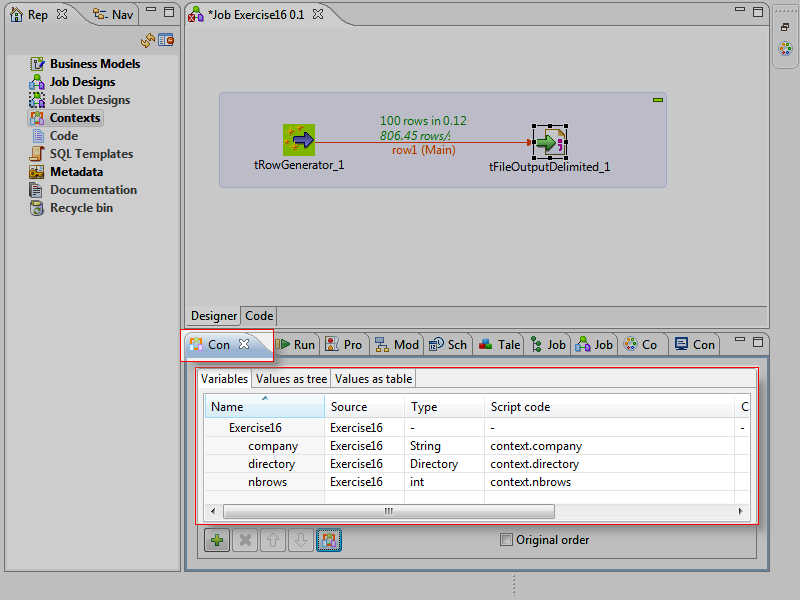 Rep
Nav
Business Models
Job Designs
Joblet Designs
Contexts
Code
SQL Templates
Metadata
Documentation
Recycle bin
*Job Exercise16 0.1
100 rows in 0.12
806.45 rows/s
row1 (Main)
tRowGenerator_1
tFileOutputDelimited_1
Designer
Code
Con
Run
Pro
Mod
Sch
Tale
Job
Job
Co
Con
Variables
Values as tree
Values as table
Name Source Type Script code C
Exercise16 Exercise16 - - -
company Exercise16 String context.company
directory Exercise16 Directory context.directory
nbrows Exercise16 int context.nbrows
Original order